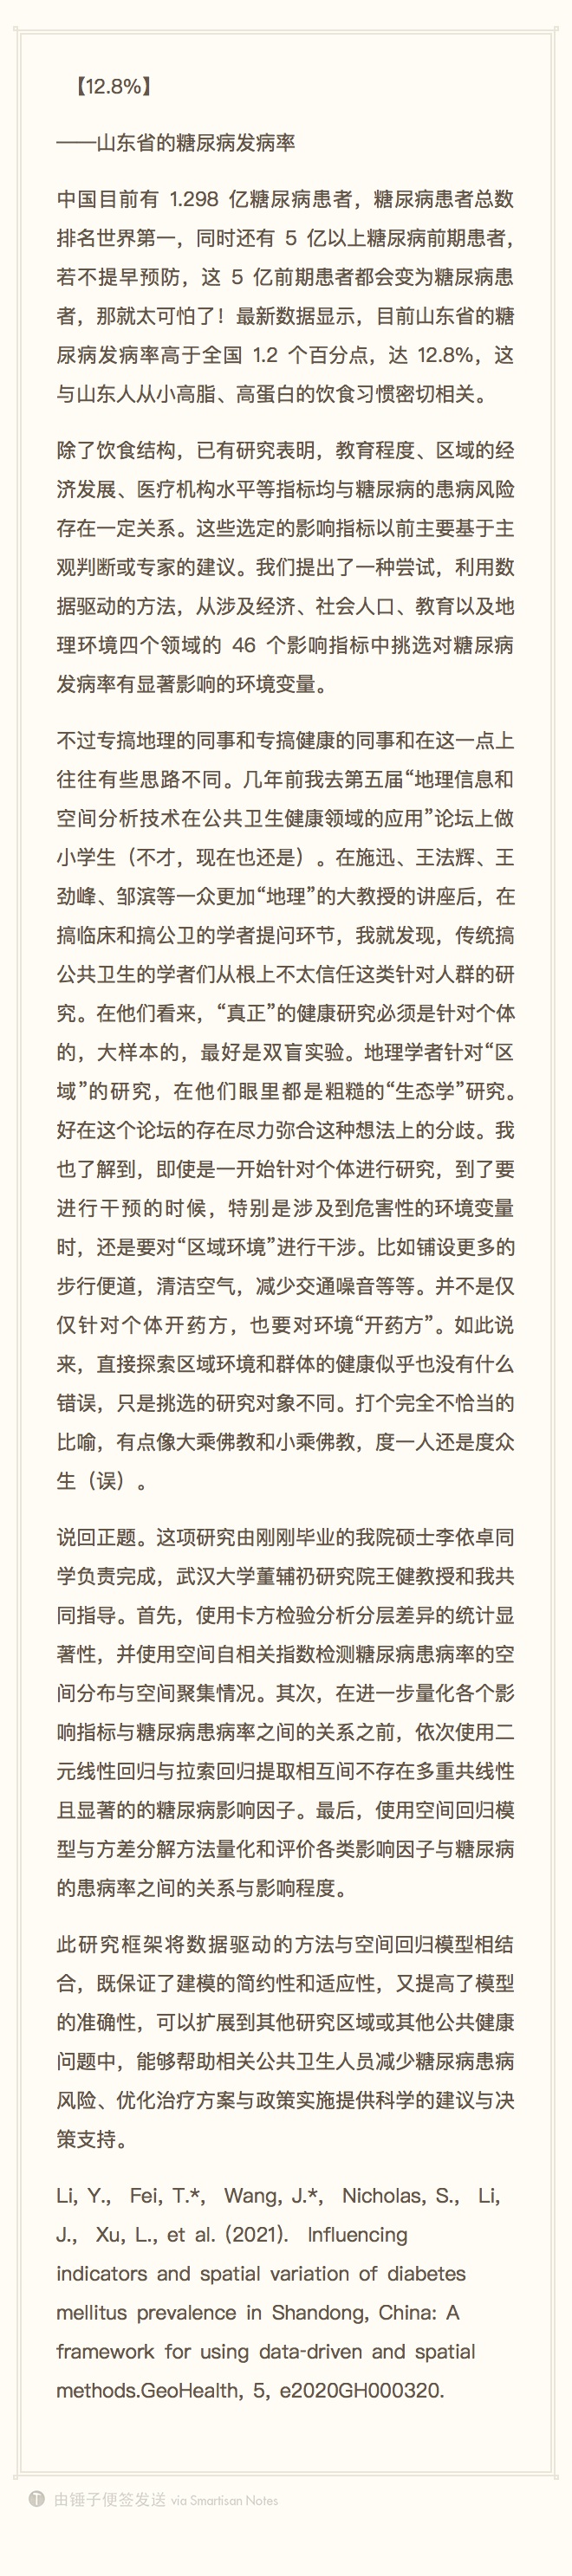 【12.8%】
——山东省的糖尿病发病率
中国目前有 1.298 亿糖尿病患者，糖尿病患者总数
排名世界第一，同时还有 5 亿以上糖尿病前期患者，
若不提早预防，这 5 亿前期患者都会变为糖尿病患
者，那就太可怕了！最新数据显示，目前山东省的糖
尿病发病率高于全国 1.2 个百分点，达 12.8%，这
与山东人从小高脂、高蛋白的饮食习惯密切相关。
除了饮食结构，已有研究表明，教育程度、区域的经
济发展、医疗机构水平等指标均与糖尿病的患病风险
存在一定关系。这些选定的影响指标以前主要基于主
观判断或专家的建议。我们提出了一种尝试，利用数
据驱动的方法，从涉及经济、社会人口、教育以及地
理环境四个领域的 46 个影响指标中挑选对糖尿病
发病率有显著影响的环境变量。
不过专搞地理的同事和专搞健康的同事和在这一点上
往往有些思路不同。几年前我去第五届“地理信息和
空间分析技术在公共卫生健康领域的应用”论坛上做
小学生（不才，现在也还是）。在施迅、王法辉、王
劲峰、邹滨等一众更加“地理”的大教授的讲座后，在
搞临床和搞公卫的学者提问环节，我就发现，传统搞
公共卫生的学者们从根上不太信任这类针对人群的研
究。在他们看来，“真正”的健康研究必须是针对个体
的，大样本的，最好是双盲实验。地理学者针对“区
域”的研究，在他们眼里都是粗糙的“生态学”研究。
好在这个论坛的存在尽力弥合这种想法上的分歧。我
也了解到，即使是一开始针对个体进行研究，到了要
进行干预的时候，特别是涉及到危害性的环境变量
时，还是要对“区域环境”进行干涉。比如铺设更多的
步行便道，清洁空气，减少交通噪音等等。并不是仅
仅针对个体开药方，也要对环境“开药方”。如此说
来，直接探索区域环境和群体的健康似乎也没有什么
错误，只是挑选的研究对象不同。打个完全不恰当的
比喻，有点像大乘佛教和小乘佛教，度一人还是度众
生（误）。
说回正题。这项研究由刚刚毕业的我院硕士李依卓同
学负责完成，武汉大学董辅礽研究院王健教授和我共
同指导。首先，使用卡方检验分析分层差异的统计显
著性，并使用空间自相关指数检测糖尿病患病率的空
间分布与空间聚集情况。其次，在进一步量化各个影
响指标与糖尿病患病率之间的关系之前，依次使用二
元线性回归与拉索回归提取相互间不存在多重共线性
且显著的的糖尿病影响因子。最后，使用空间回归模
型与方差分解方法量化和评价各类影响因子与糖尿病
的患病率之间的关系与影响程度。
此研究框架将数据驱动的方法与空间回归模型相结
合，既保证了建模的简约性和适应性，又提高了模型
的准确性，可以扩展到其他研究区域或其他公共健康
问题中，能够帮助相关公共卫生人员减少糖尿病患病
风险、优化治疗方案与政策实施提供科学的建议与决
策支持。
Li, Y., Fei, T.*, Wang, J.*, Nicholas, S., Li,
J., Xu, L., et al. (2021). Influencing
indicators and spatial variation of diabetes
mellitus prevalence in Shandong, China: A
framework for using data-driven and spatial
methods.GeoHealth, 5, e2020GH000320.
由锤子便签发送 via Smartisan Notes